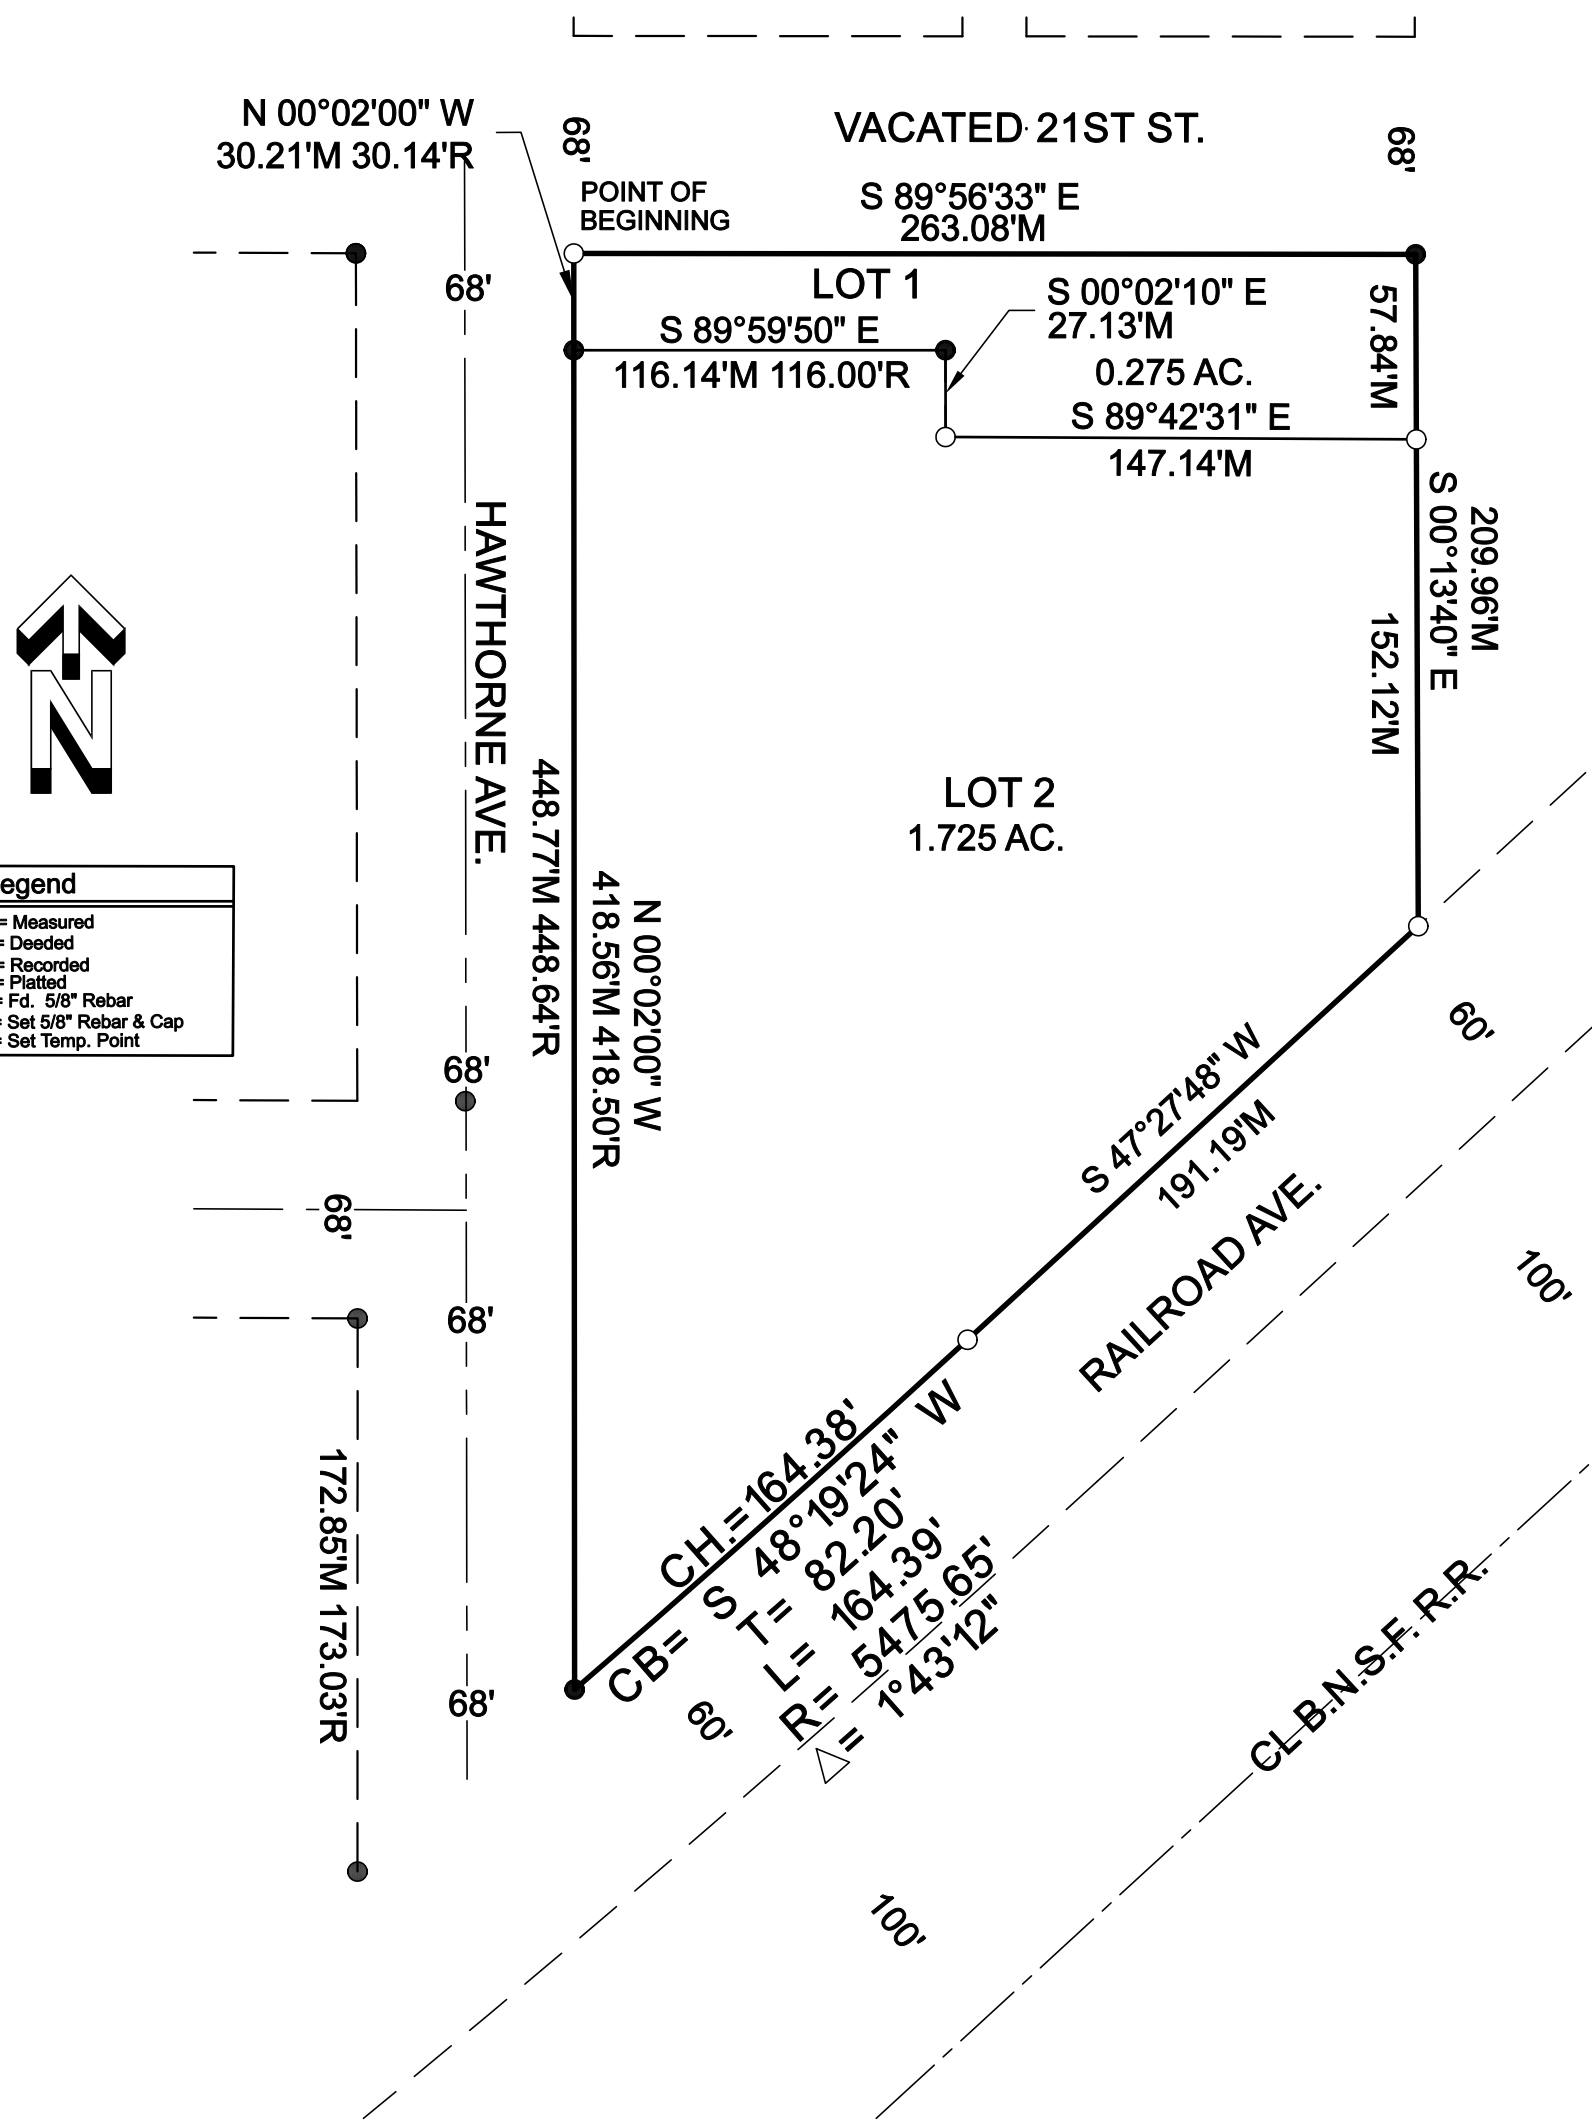 N 00°02'00" W
30.21'M 30.14'R
68'
VACATED 21ST ST.
68'
POINT OF
BEGINNING
S 89°56'33" E
263.08'M
68'
LOT 1
S 00°02'10" E
27.13'M
57.84'M
S 89°59'50" E
116.14'M 116.00'R
0.275 AC.
S 89°42'31" E
147.14'M
HAWTHORNE AVE.
209.96'M
S 00°13'40" E
152.12'M
LOT 2
1.725 AC.
448.77'M 448.64'R
N 00°02'00" W
418.56'M 418.50'R
egend
= Measured
= Deeded
= Recorded
= Platted
= Fd. 5/8" Rebar
= Set 5/8" Rebar & Cap
= Set Temp. Point
68'
60'
S 47°27'48" W
191.19'M
68'
RAILROAD AVE.
100'
68'
172.85'M 173.03'R
CH.=164.38'
CB= S 48°19'24" W
T= 82.20'
L= 164.39'
R= 5475.65'
△= 1°43'12"
68'
60'
CL B.N.S.F. R.R.
100'
N